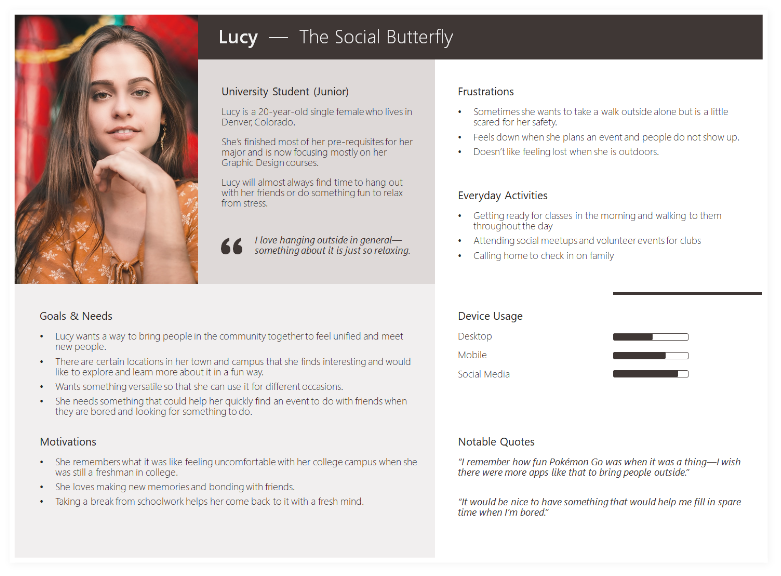 Lucy — The Social Butterfly
University Student (Junior)
Lucy is a 20-year-old single female who lives in
Denver, Colorado.
She's finished most of her pre-requisites for her
major and is now focusing mostly on her
Graphic Design courses.
Lucy will almost always find time to hang out
with her friends or do something fun to relax
from stress.
“ I love hanging outside in general—
something about it is just so relaxing.
Frustrations
• Sometimes she wants to take a walk outside alone but is a little
scared for her safety.
• Feels down when she plans an event and people do not show up.
• Doesn't like feeling lost when she is outdoors.
Everyday Activities
• Getting ready for classes in the morning and walking to them
throughout the day
• Attending social meetups and volunteer events for clubs
• Calling home to check in on family
Goals & Needs
• Lucy wants a way to bring people in the community together to feel unified and meet
new people.
• There are certain locations in her town and campus that she finds interesting and would
like to explore and learn more about it in a fun way.
• Wants something versatile so that she can use it for different occasions.
• She needs something that could help her quickly find an event to do with friends when
they are bored and looking for something to do.
Motivations
• She remembers what it was like feeling uncomfortable with her college campus when she
was still a freshman in college.
• She loves making new memories and bonding with friends.
• Taking a break from schoolwork helps her come back to it with a fresh mind.
Device Usage
Desktop
Mobile
Social Media
Notable Quotes
“I remember how fun Pokémon Go was when it was a thing—I wish
there were more apps like that to bring people outside.”
“It would be nice to have something that would help me fill in spare
time when I'm bored.”